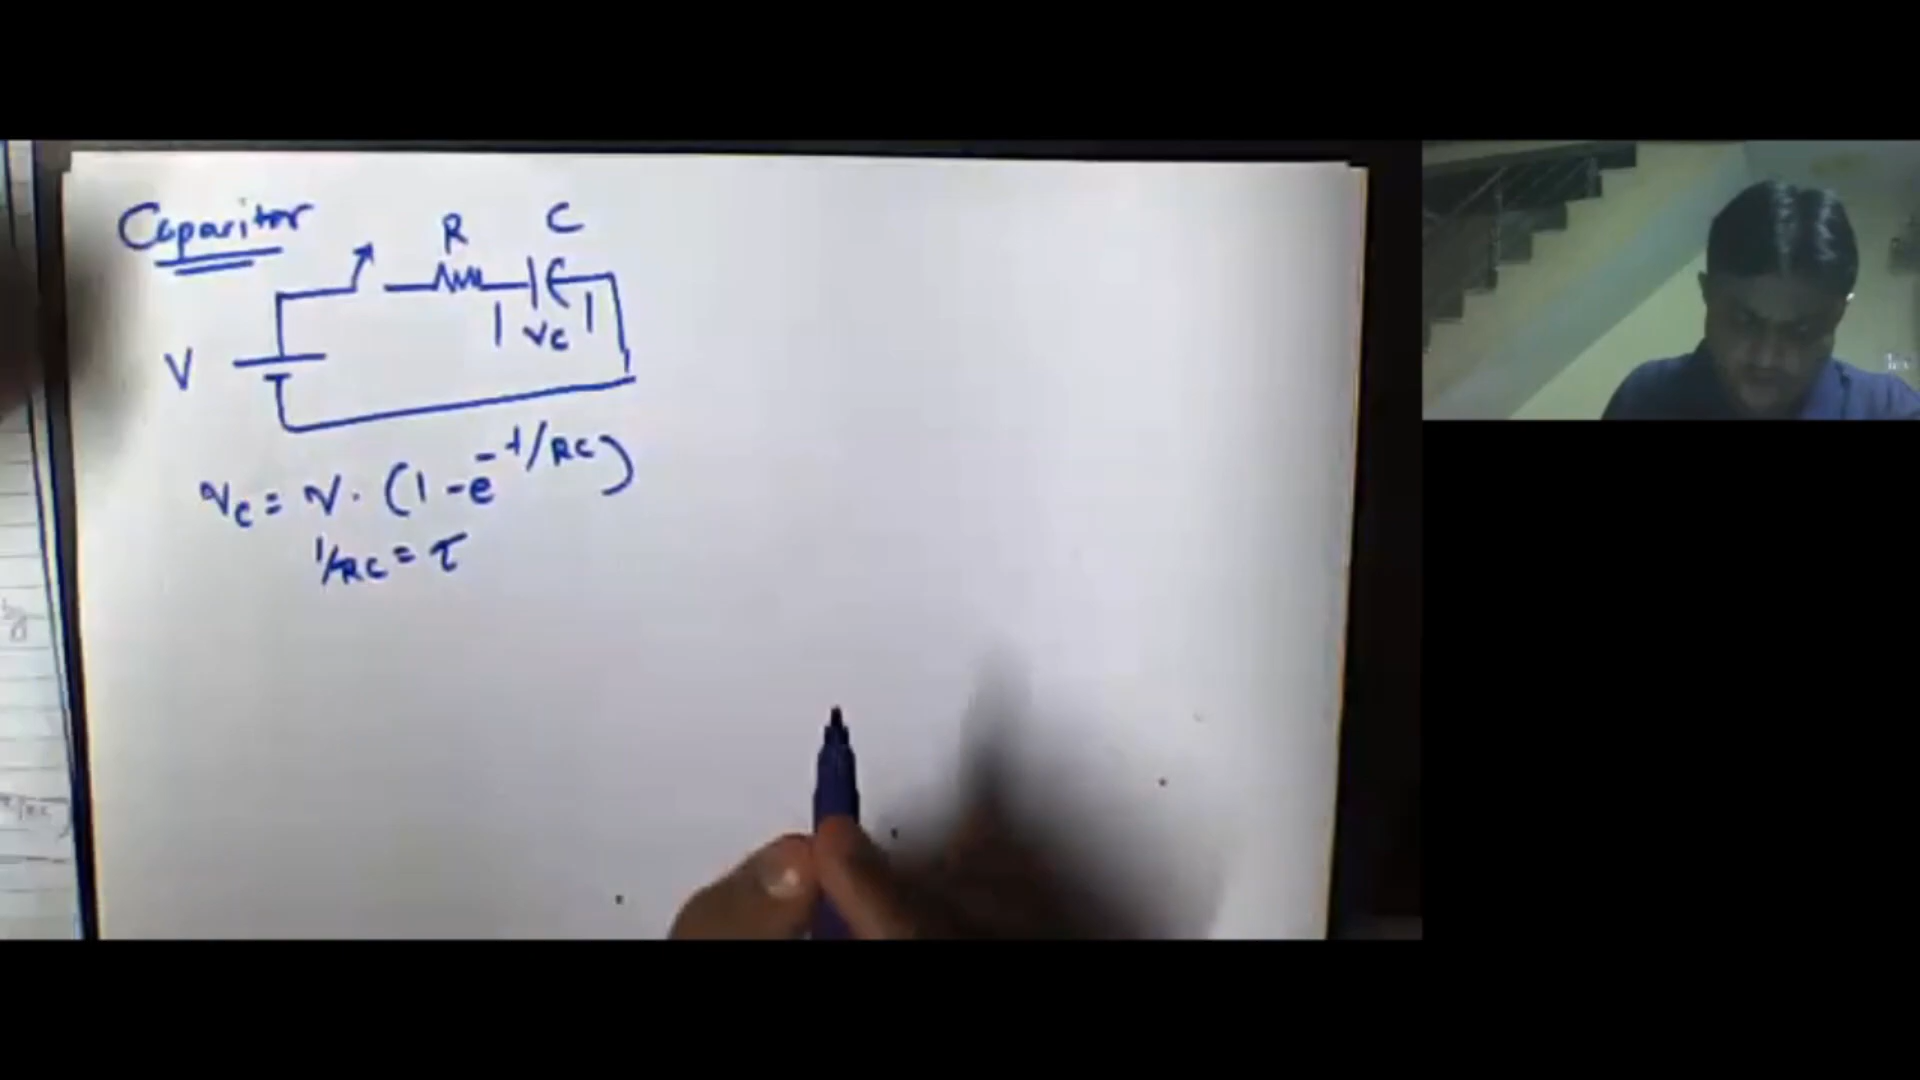 Capacitor
R C
V
Vc
Vc = V. (1 - e^-t/RC)
1/RC = τ